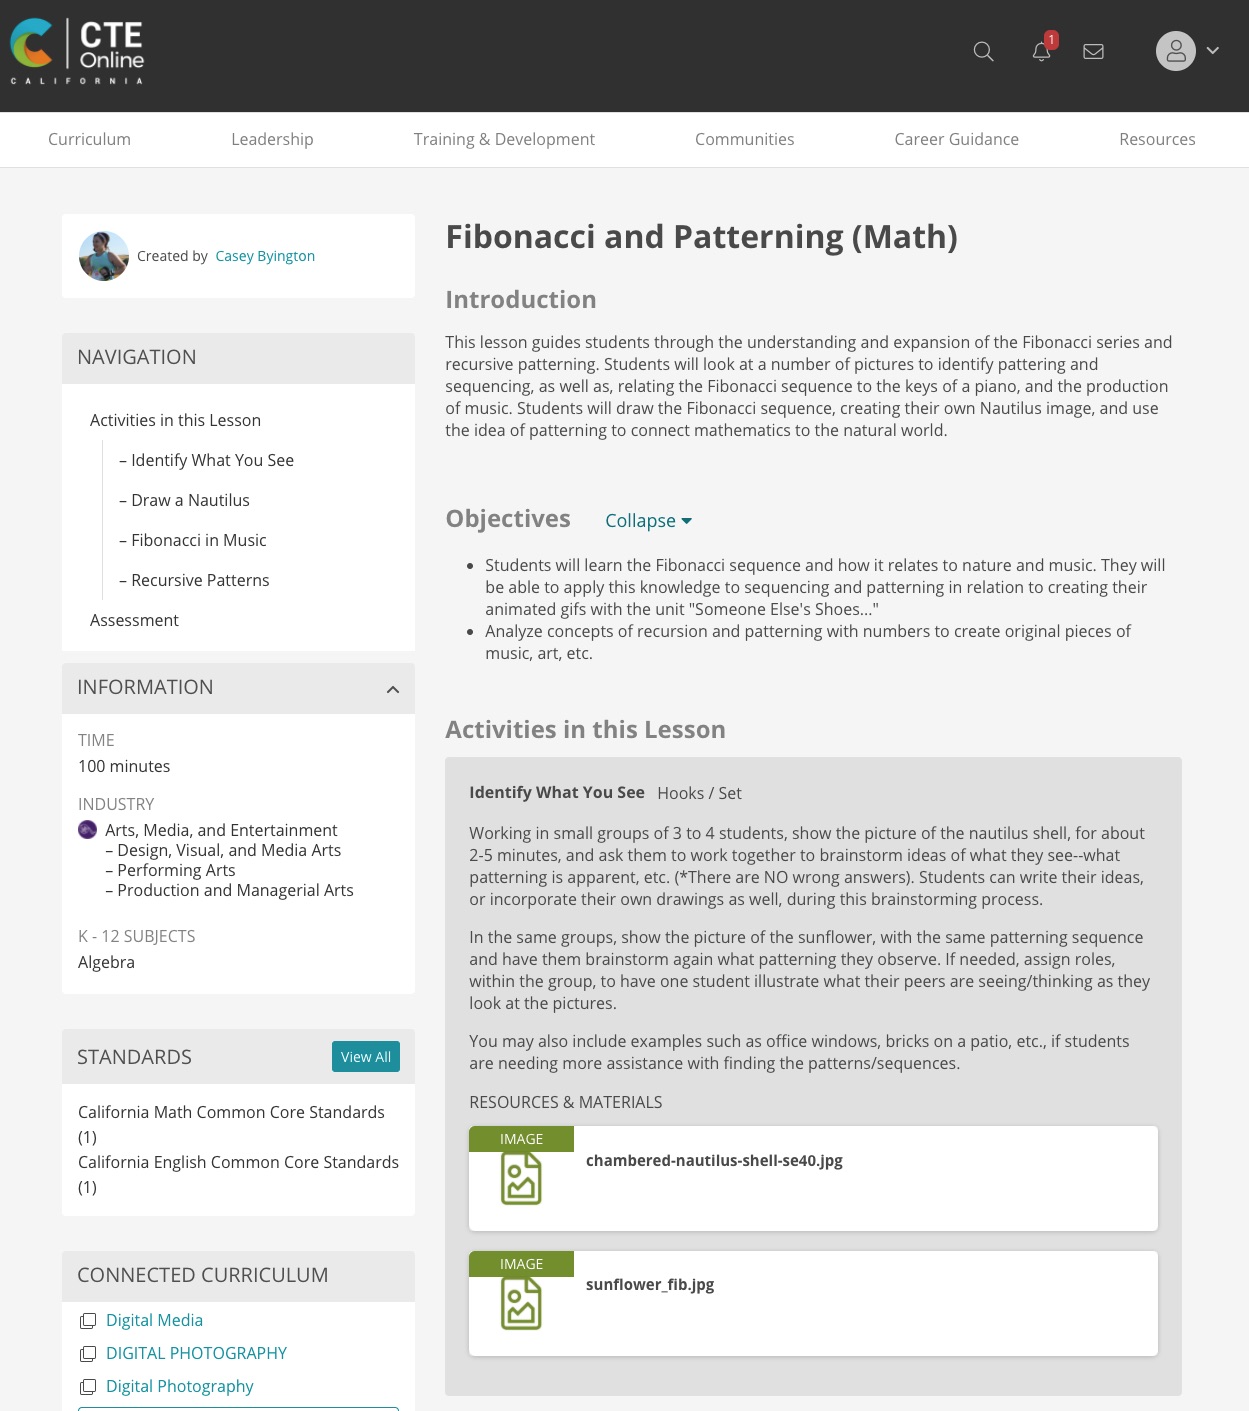 CTE
Online
CALIFORNIA
1
Curriculum
Leadership
Training & Development
Communities
Career Guidance
Resources
Created by Casey Byington
NAVIGATION
Activities in this Lesson
– Identify What You See
– Draw a Nautilus
– Fibonacci in Music
– Recursive Patterns
Assessment
INFORMATION
TIME
100 minutes
INDUSTRY
Arts, Media, and Entertainment
– Design, Visual, and Media Arts
– Performing Arts
– Production and Managerial Arts
K - 12 SUBJECTS
Algebra
STANDARDS
View All
California Math Common Core Standards
(1)
California English Common Core Standards
(1)
CONNECTED CURRICULUM
Digital Media
DIGITAL PHOTOGRAPHY
Digital Photography
Fibonacci and Patterning (Math)
Introduction
This lesson guides students through the understanding and expansion of the Fibonacci series and
recursive patterning. Students will look at a number of pictures to identify pattering and
sequencing, as well as, relating the Fibonacci sequence to the keys of a piano, and the production
of music. Students will draw the Fibonacci sequence, creating their own Nautilus image, and use
the idea of patterning to connect mathematics to the natural world.
Objectives
Collapse
• Students will learn the Fibonacci sequence and how it relates to nature and music. They will
be able to apply this knowledge to sequencing and patterning in relation to creating their
animated gifs with the unit "Someone Else's Shoes..."
• Analyze concepts of recursion and patterning with numbers to create original pieces of
music, art, etc.
Activities in this Lesson
Identify What You See Hooks / Set
Working in small groups of 3 to 4 students, show the picture of the nautilus shell, for about
2-5 minutes, and ask them to work together to brainstorm ideas of what they see--what
patterning is apparent, etc. (*There are NO wrong answers). Students can write their ideas,
or incorporate their own drawings as well, during this brainstorming process.
In the same groups, show the picture of the sunflower, with the same patterning sequence
and have them brainstorm again what patterning they observe. If needed, assign roles,
within the group, to have one student illustrate what their peers are seeing/thinking as they
look at the pictures.
You may also include examples such as office windows, bricks on a patio, etc., if students
are needing more assistance with finding the patterns/sequences.
RESOURCES & MATERIALS
IMAGE
chambered-nautilus-shell-se40.jpg
IMAGE
sunflower_fib.jpg